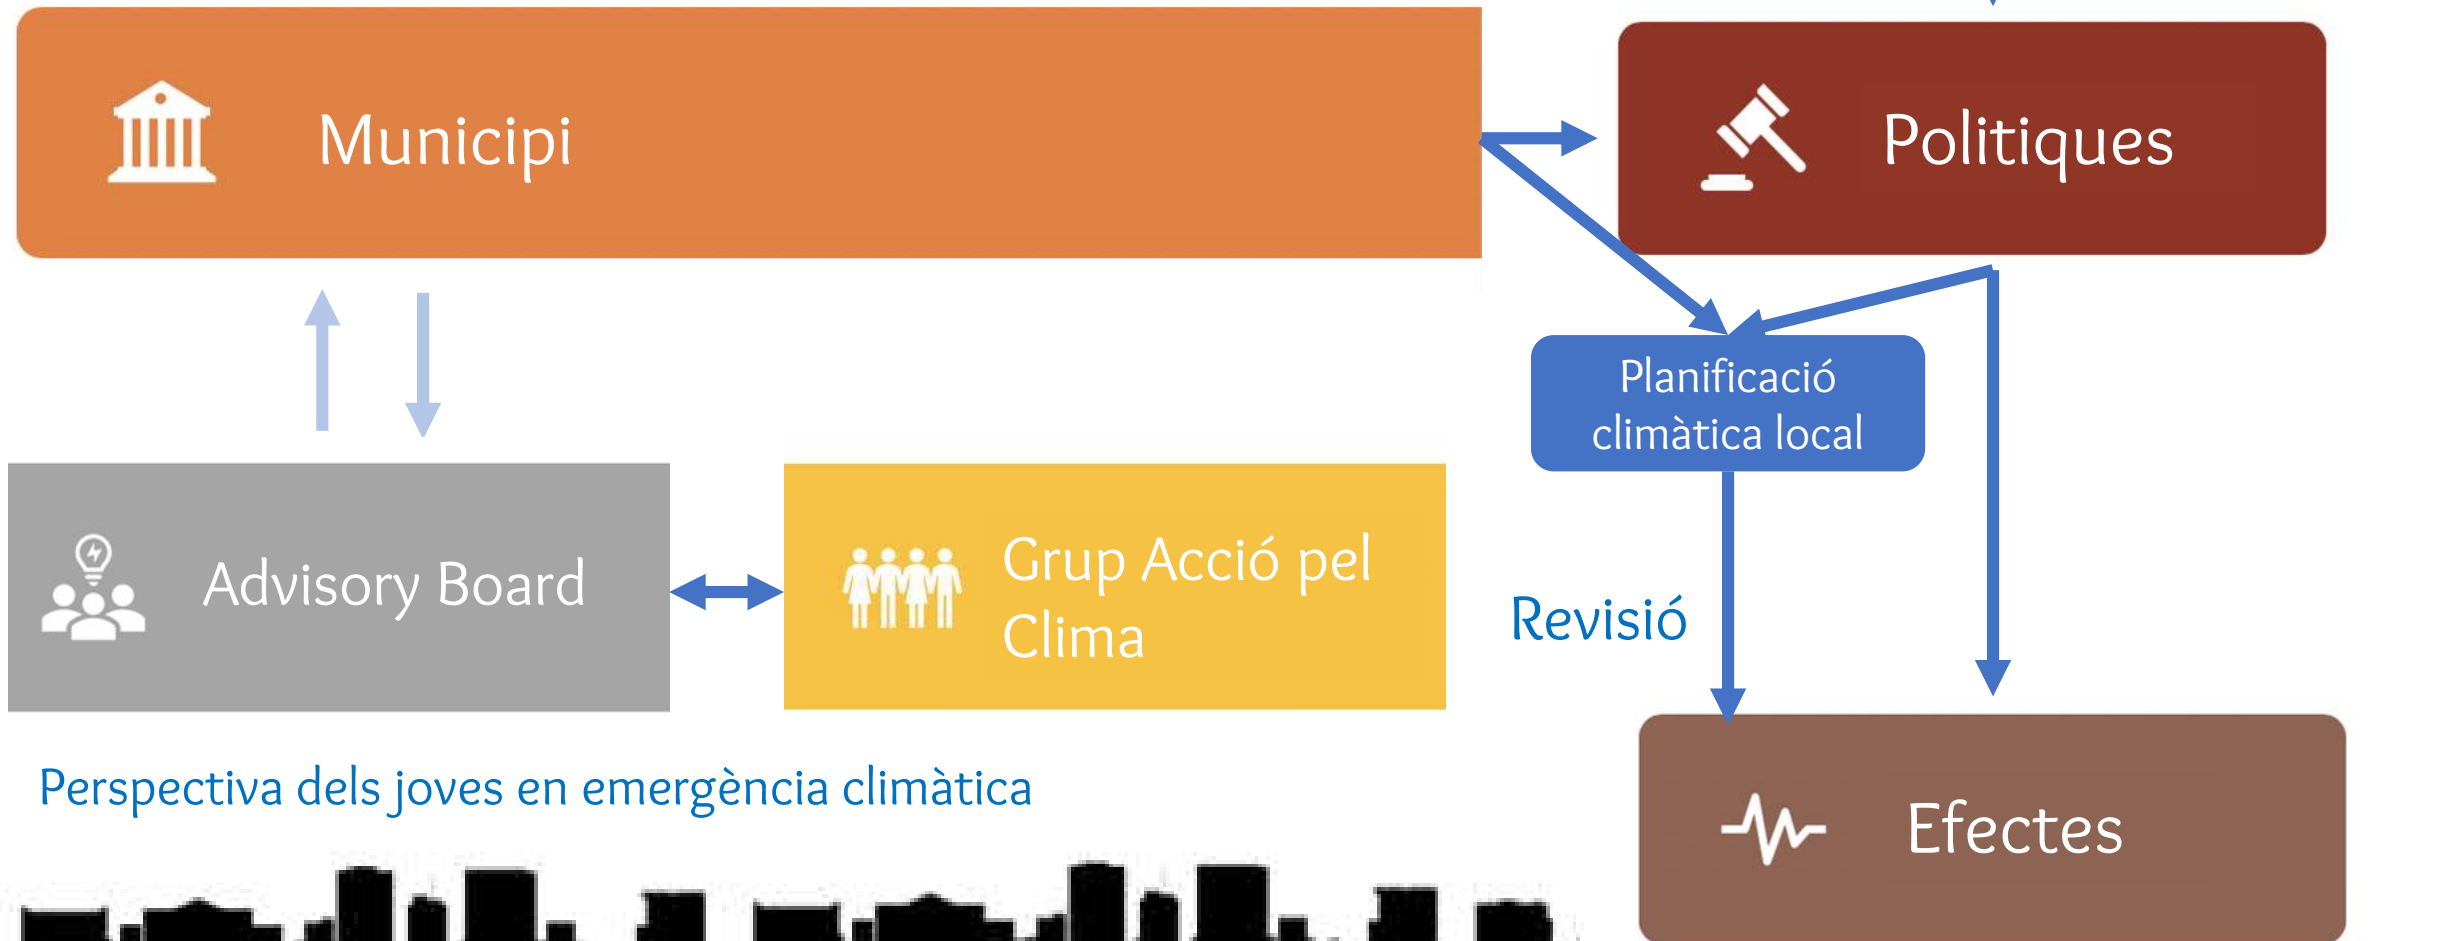 Municipi
Politiques
Planificació
climàtica local
Advisory Board
Grup Acció pel
Clima
Revisió
Perspectiva dels joves en emergència climàtica
Efectes